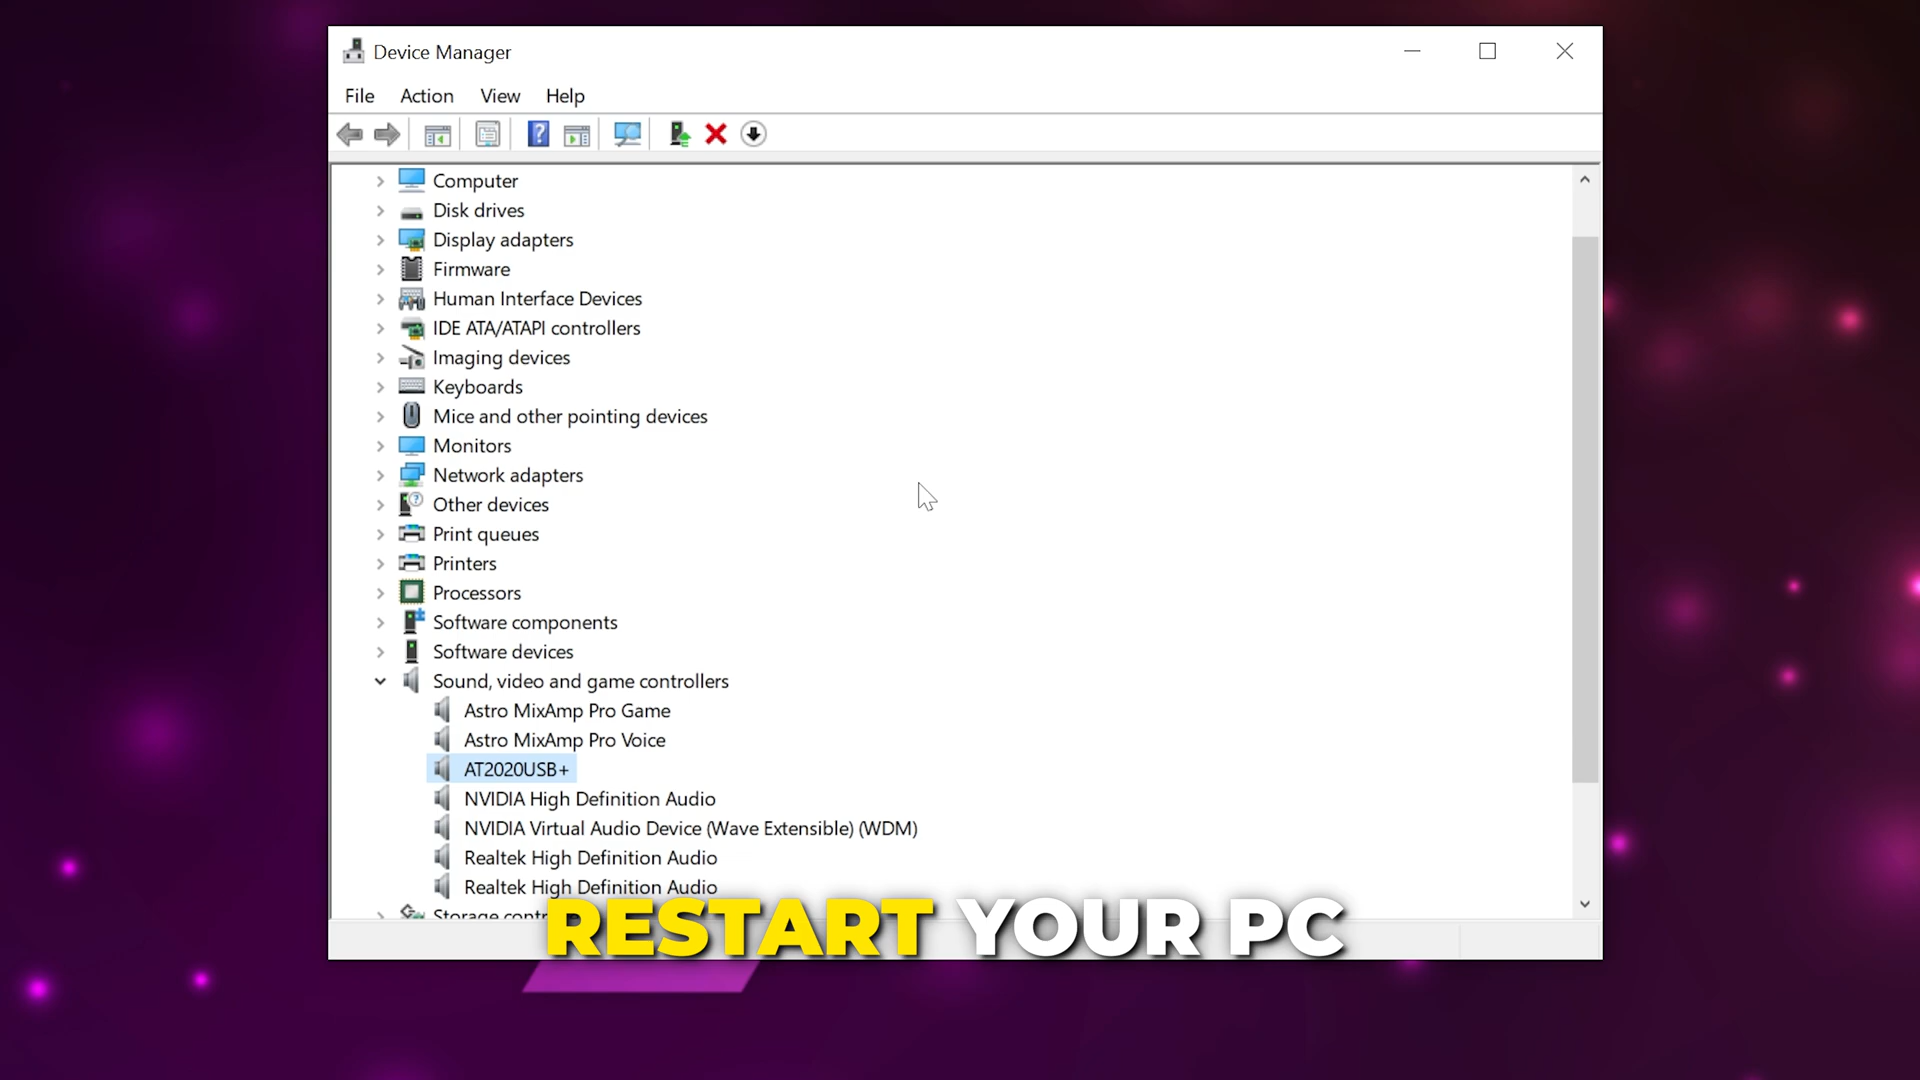 Device Manager
File Action View Help
Computer
Disk drives
Display adapters
Firmware
Human Interface Devices
IDE ATA/ATAPI controllers
Imaging devices
Keyboards
Mice and other pointing devices
Monitors
Network adapters
Other devices
Print queues
Printers
Processors
Software components
Software devices
Sound, video and game controllers
Astro MixAmp Pro Game
Astro MixAmp Pro Voice
AT2020USB+
NVIDIA High Definition Audio
NVIDIA Virtual Audio Device (Wave Extensible) (WDM)
Realtek High Definition Audio
Realtek High Definition Audio
Storage
RESTART YOUR PC